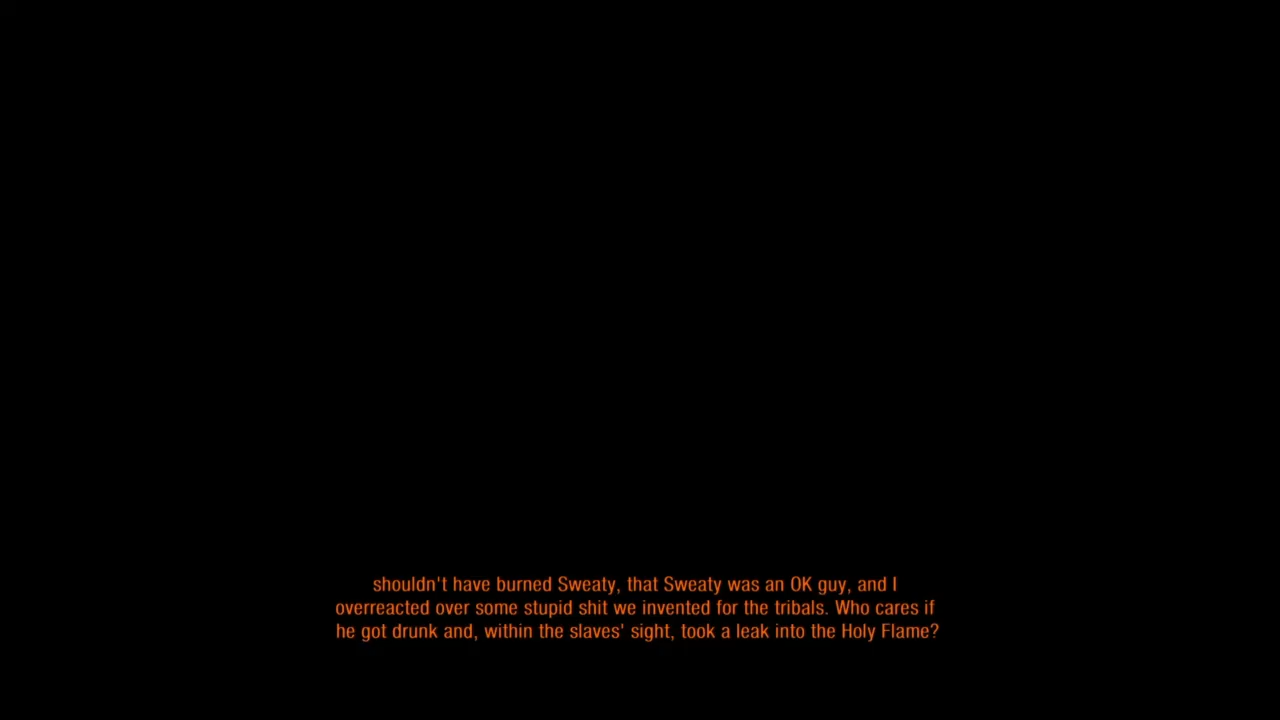 shouldn't have burned Sweaty, that Sweaty was an OK guy, and I
overreacted over some stupid shit we invented for the tribals. Who cares if
he got drunk and, within the slaves' sight, took a leak into the Holy Flame?